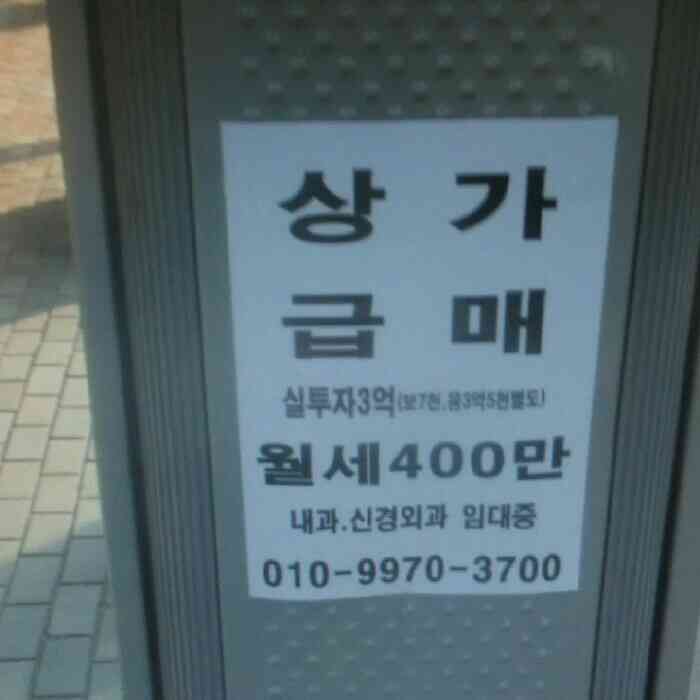 상 가
급 매
실투자3억(보7천.융3억5천별도)
월세400만
내과.신경외과 임대중
010-9970-3700